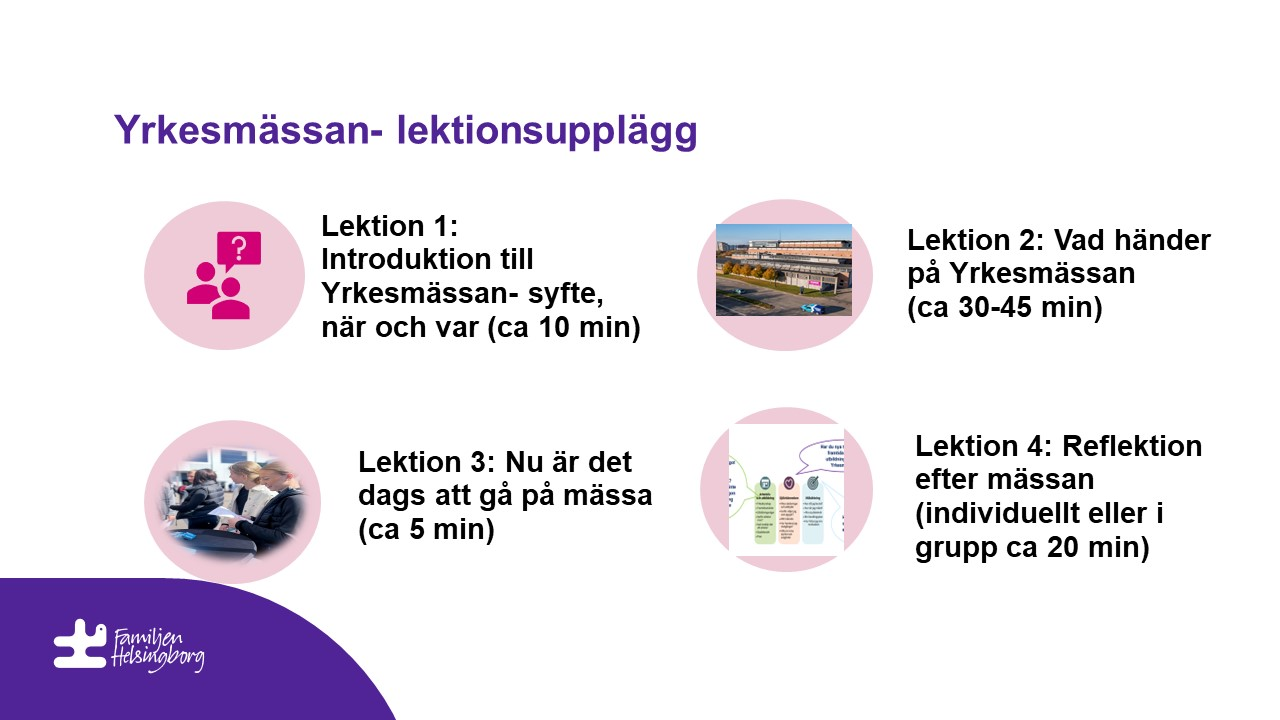 Yrkesmässan- lektionsupplägg
Lektion 1:
Introduktion till
Yrkesmässan- syfte,
när och var (ca 10 min)
Lektion 2: Vad händer
på Yrkesmässan
(ca 30-45 min)
Lektion 3: Nu är det
dags att gå på mässa
(ca 5 min)
Lektion 4: Reflektion
efter mässan
(individuellt eller i
grupp ca 20 min)
Familjen
Helsingborg